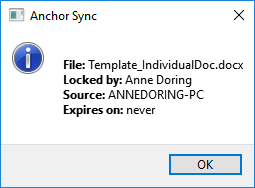 Anchor Sync
File: Template_IndividualDoc.docx
Locked by: Anne Doring
Source: ANNEDORING-PC
Expires on: never
OK